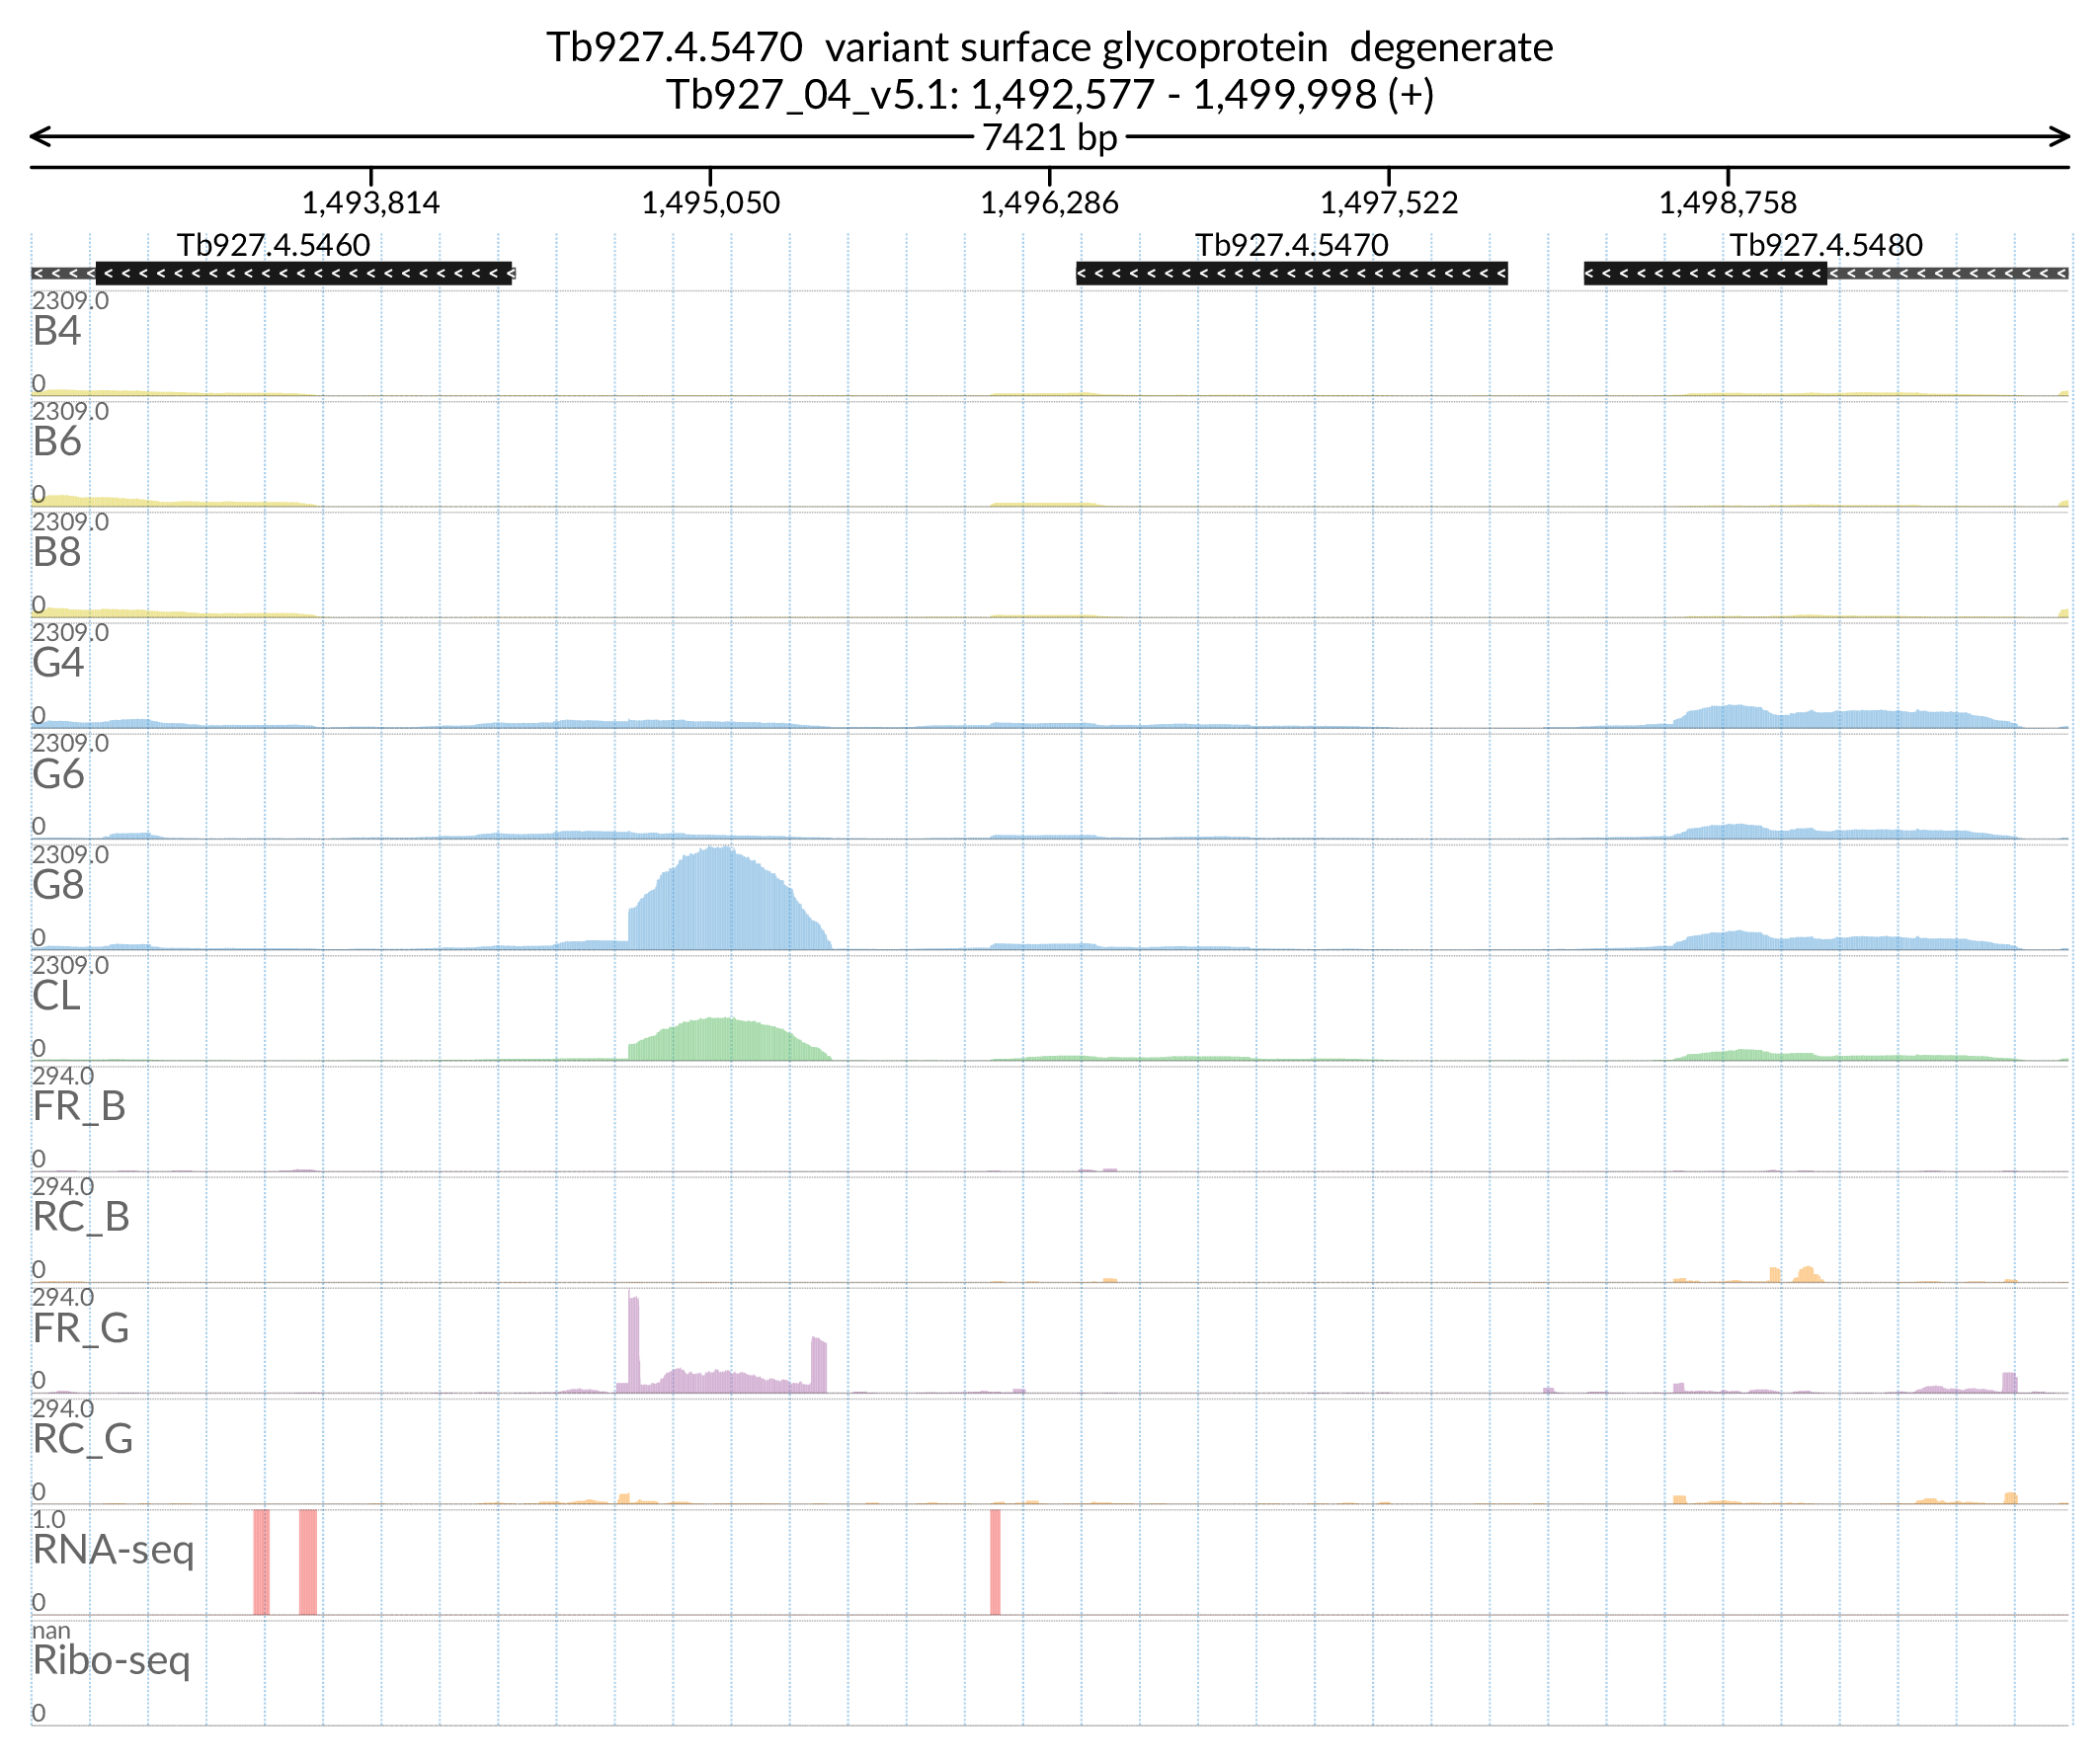 Tb927.4.5470 variant surface glycoprotein degenerate
Tb927_04_v5.1: 1,492,577 - 1,499,998 (+)
7421 bp
1,493,814 1,495,050 1,496,286 1,497,522 1,498,758
Tb927.4.5460 Tb927.4.5470 Tb927.4.5480
2309.0
B4
0
2309.0
B6
0
2309.0
B8
0
2309.0
G4
0
2309.0
G6
0
2309.0
G8
0
2309.0
CL
0
294.0
FR_B
0
294.0
RC_B
0
294.0
FR_G
0
294.0
RC_G
0
1.0
RNA-seq
0
nan
Ribo-seq
0